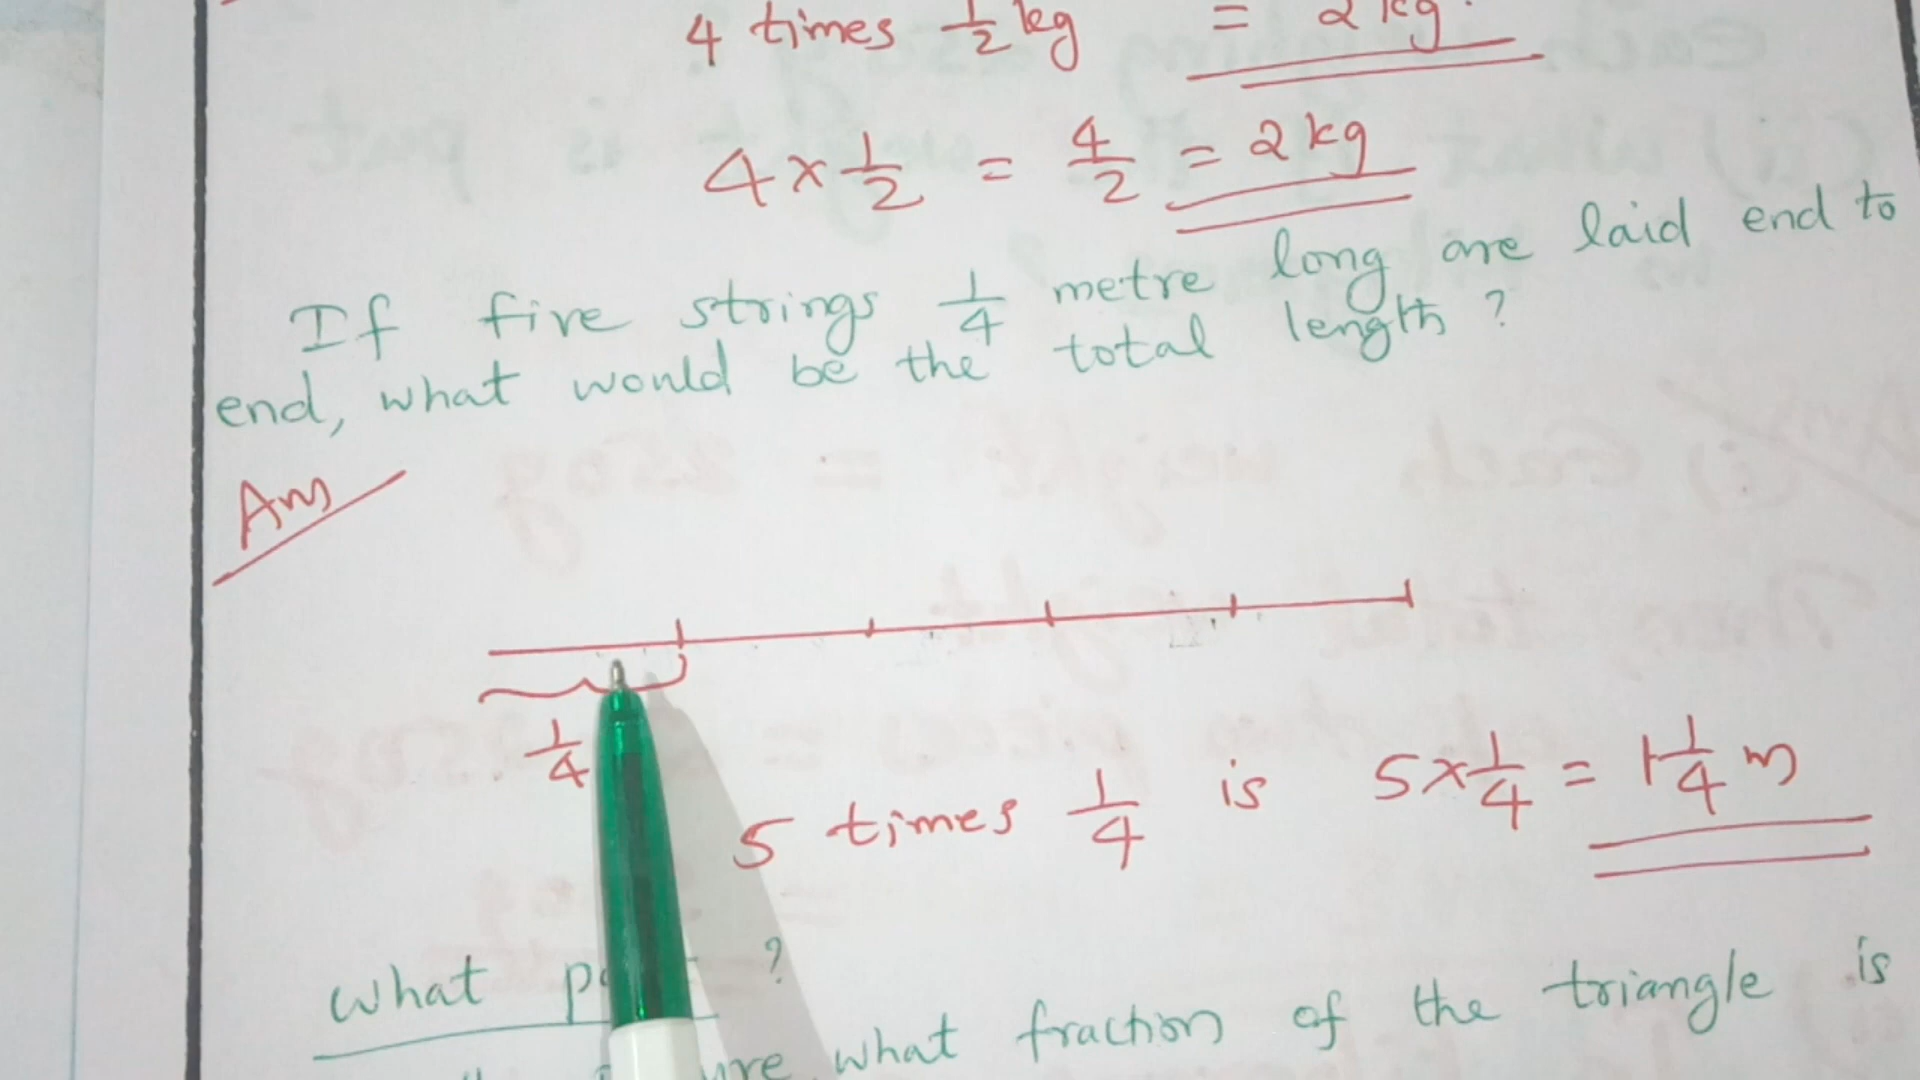 4 times 1/2 kg = 2 kg.
4 × 1/2 = 4/2 = 2 kg
If five strings 1/4 metre long are laid end to
end, what would be the total length ?
Ans
1/4
5 times 1/4 is 5 × 1/4 = 1 1/4 m
What ?
what fraction of the triangle is